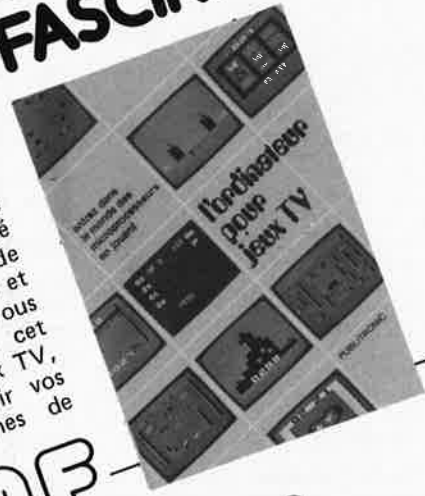 FASCIN
é
de
et
ous
cet
x TV,
ir vos
nes de
entrez dans
le monde des
microprocesseurs
en jouant
l'ordinateur
pour
jeux TV
PUBLITRONIC